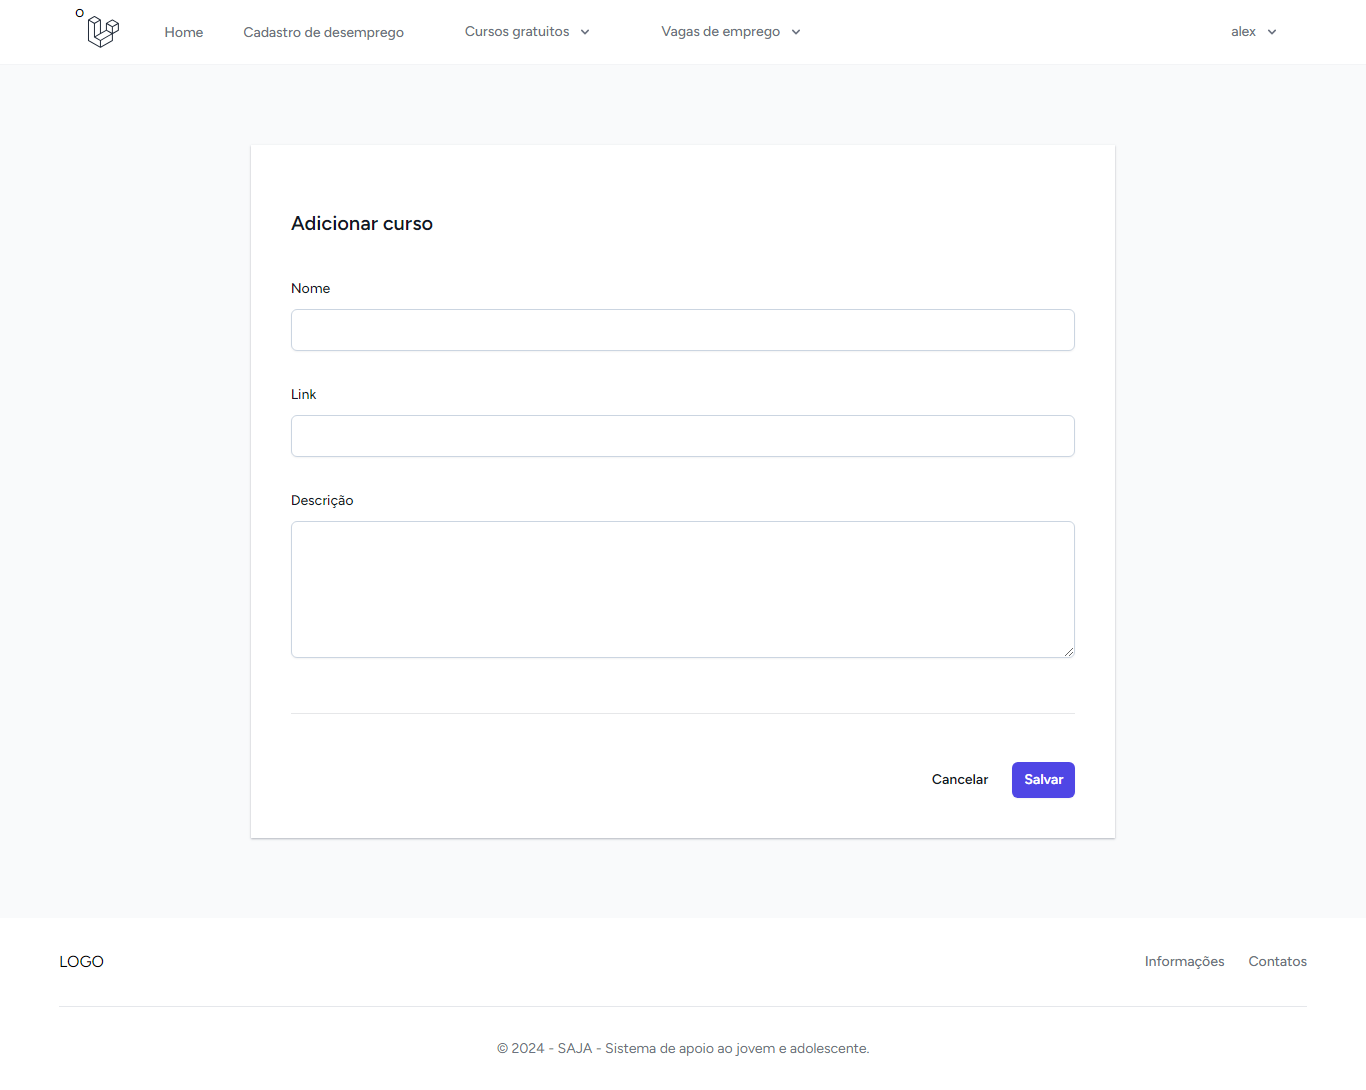 O
Home Cadastro de desemprego Cursos gratuitos Vagas de emprego alex
Adicionar curso
Nome
Link
Descrição
Cancelar Salvar
LOGO Informações Contatos
© 2024 - SAJA - Sistema de apoio ao jovem e adolescente.